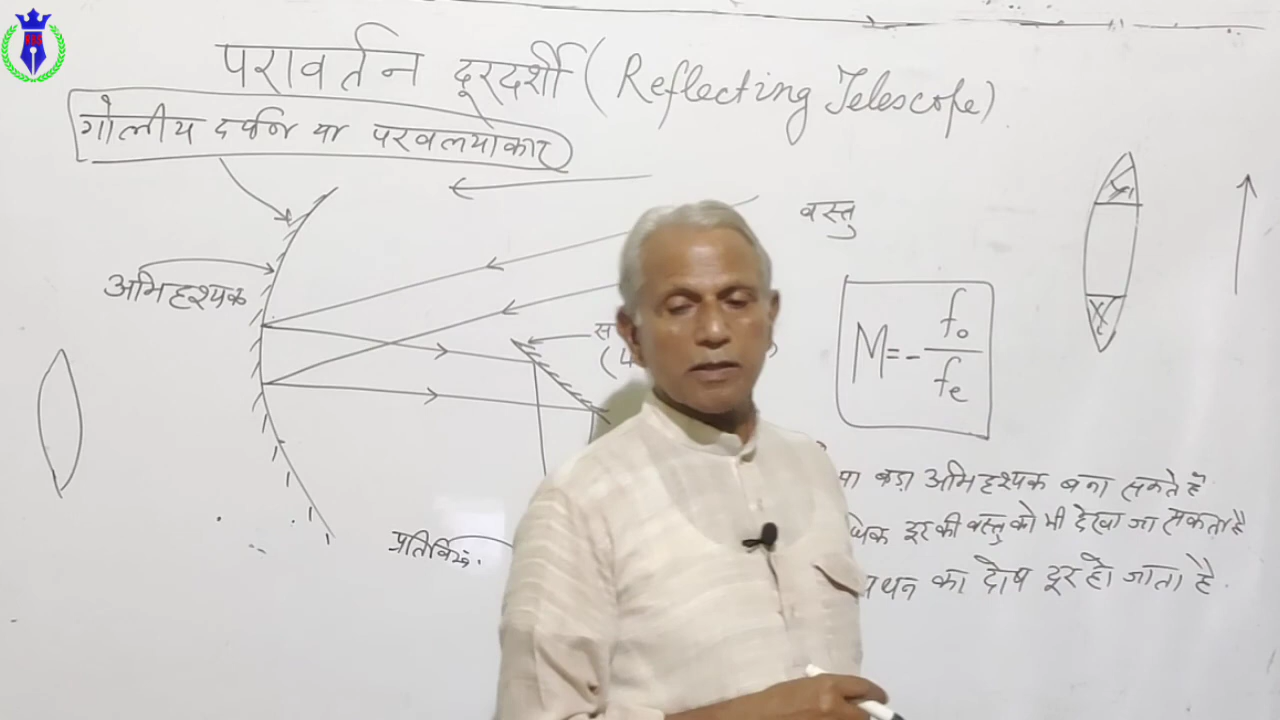 परावर्तन दूरदर्शी ( Reflecting Telescope)
गोलीय दर्पण या परवलयाकार
वस्तु
अभिदृश्यक
M = - fo / fe
बड़ा अभिदृश्यक बना सकते है
दूर की वस्तु को भी देखा जा सकता है
का दोष दूर हो जाता है.